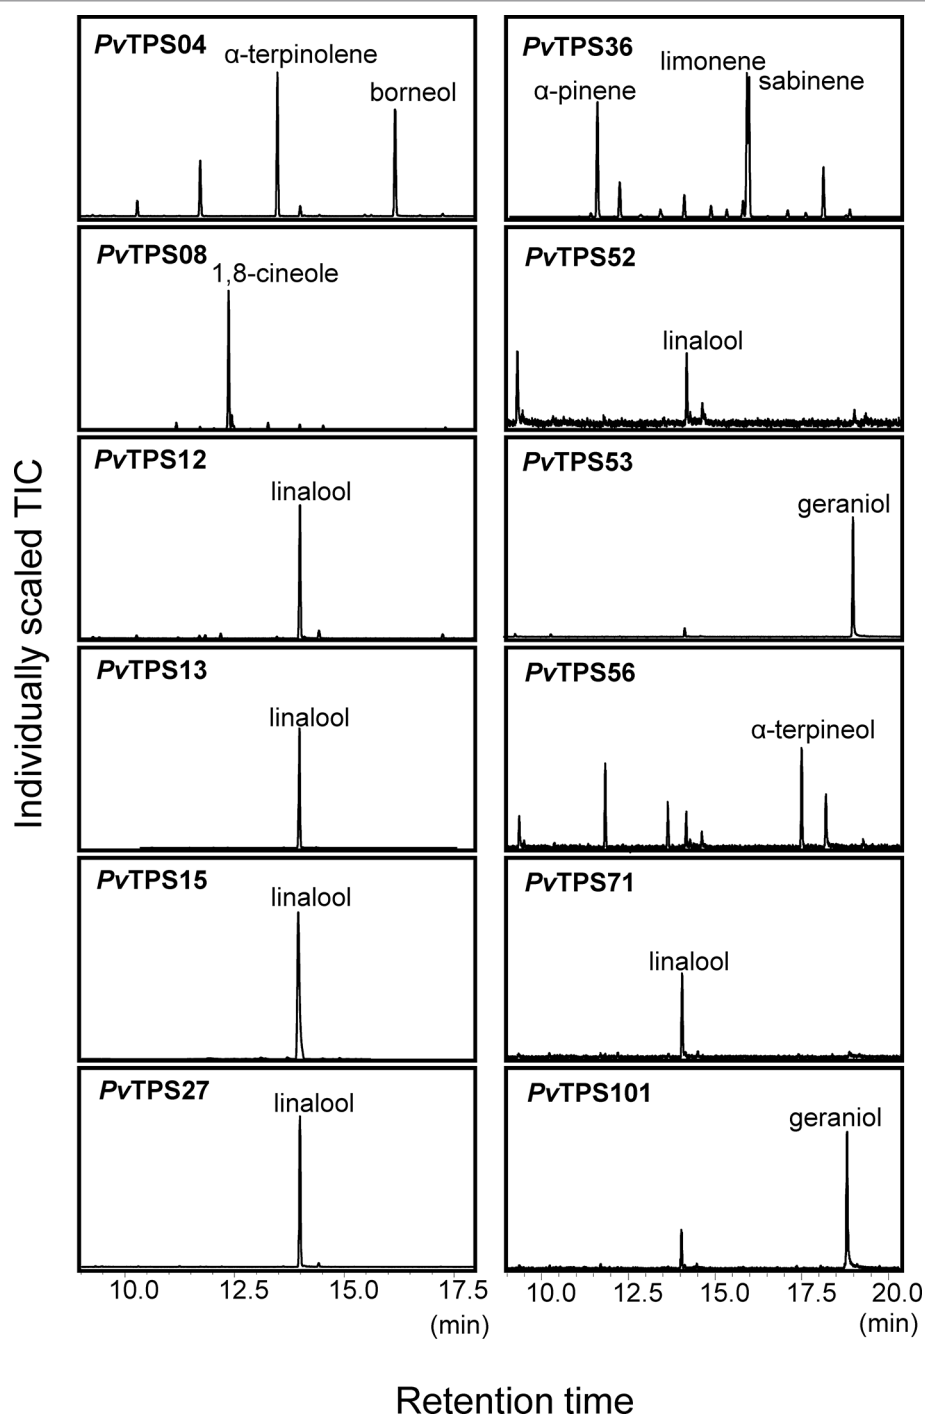 PvTPS04
α-terpinolene
borneol
PvTPS08
1,8-cineole
PvTPS12
linalool
PvTPS13
linalool
PvTPS15
linalool
PvTPS27
linalool
10.0 12.5 15.0 17.5
(min)
PvTPS36
limonene
α-pinene
sabinene
PvTPS52
linalool
PvTPS53
geraniol
PvTPS56
α-terpineol
PvTPS71
linalool
PvTPS101
geraniol
10.0 12.5 15.0 17.5 20.0
(min)
Individually scaled TIC
Retention time